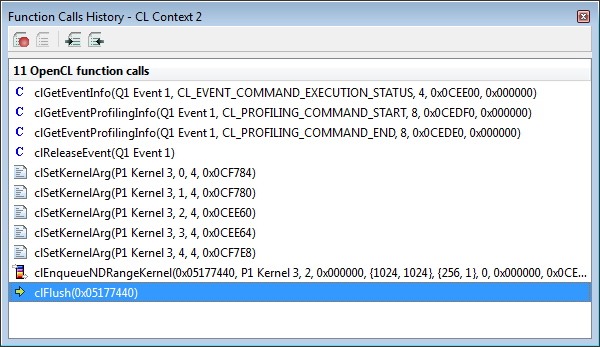 Function Calls History - CL Context 2
11 OpenCL function calls
C clGetEventInfo(Q1 Event 1, CL_EVENT_COMMAND_EXECUTION_STATUS, 4, 0x0CEE00, 0x000000)
C clGetEventProfilingInfo(Q1 Event 1, CL_PROFILING_COMMAND_START, 8, 0x0CEDF0, 0x000000)
C clGetEventProfilingInfo(Q1 Event 1, CL_PROFILING_COMMAND_END, 8, 0x0CEDE0, 0x000000)
C clReleaseEvent(Q1 Event 1)
clSetKernelArg(P1 Kernel 3, 0, 4, 0x0CF784)
clSetKernelArg(P1 Kernel 3, 1, 4, 0x0CF780)
clSetKernelArg(P1 Kernel 3, 2, 4, 0x0CEE60)
clSetKernelArg(P1 Kernel 3, 3, 4, 0x0CEE64)
clSetKernelArg(P1 Kernel 3, 4, 4, 0x0CF7E8)
clEnqueueNDRangeKernel(0x05177440, P1 Kernel 3, 2, 0x000000, {1024, 1024}, {256, 1}, 0, 0x000000, 0x0CE...
clFlush(0x05177440)